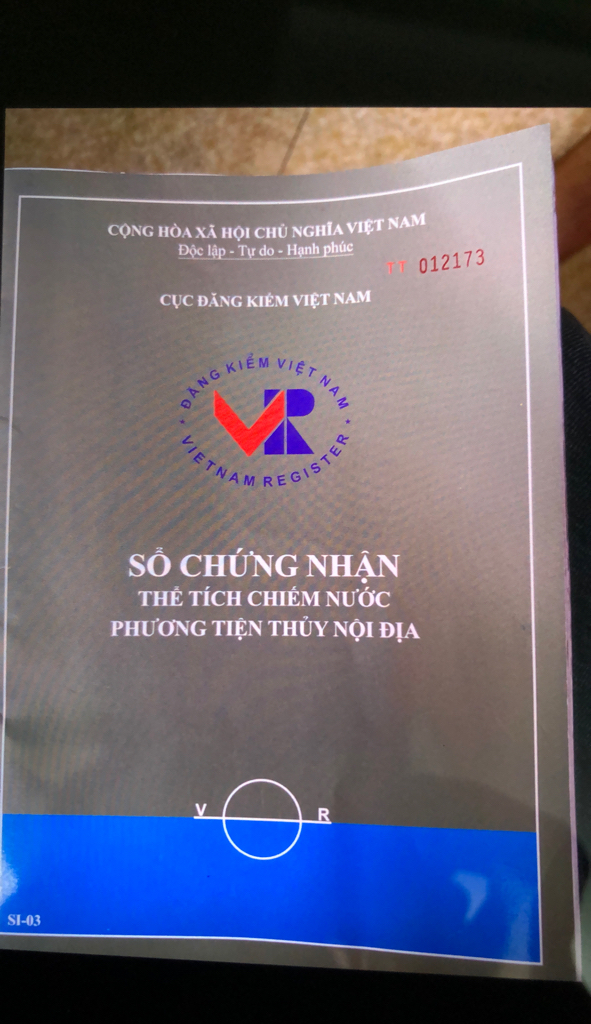 CỘNG HÒA XÃ HỘI CHỦ NGHĨA VIỆT NAM
Độc lập - Tự do - Hạnh phúc
TT 012173
CỤC ĐĂNG KIỂM VIỆT NAM
ĐĂNG KIỂM VIỆT NAM
VR
* VIETNAM REGISTER *
SỔ CHỨNG NHẬN
THỂ TÍCH CHIẾM NƯỚC
PHƯƠNG TIỆN THỦY NỘI ĐỊA
V R
SI-03